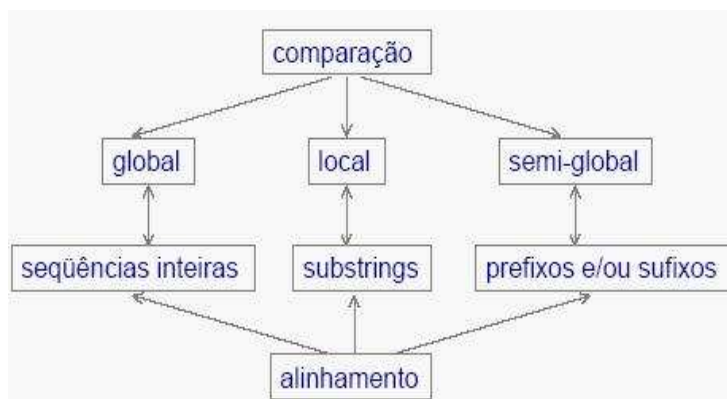 comparação
global
local
semi-global
seqüências inteiras
substrings
prefixos e/ou sufixos
alinhamento